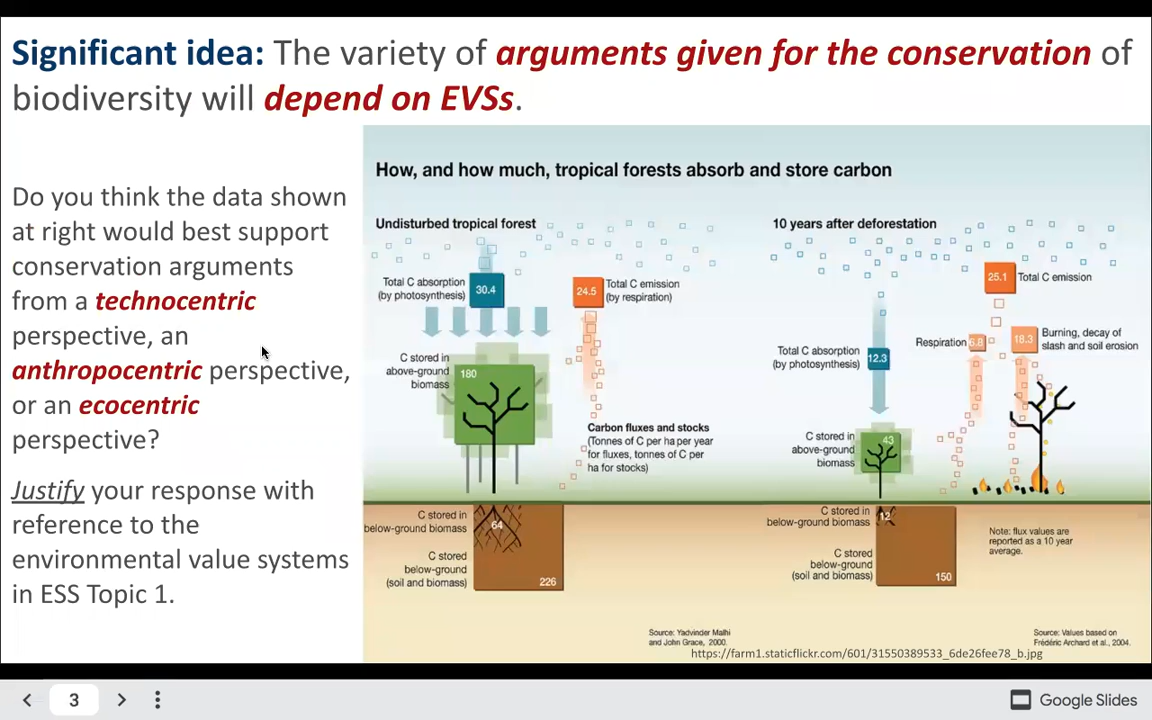 Significant idea: The variety of arguments given for the conservation of
biodiversity will depend on EVSs.
Do you think the data shown
at right would best support
conservation arguments
from a technocentric
perspective, an
anthropocentric perspective,
or an ecocentric
perspective?
Justify your response with
reference to the
environmental value systems
in ESS Topic 1.
How, and how much, tropical forests absorb and store carbon
Undisturbed tropical forest
Total C absorption
(by photosynthesis)
30.4
24.5
Total C emission
(by respiration)
C stored in
above-ground
biomass
180
Carbon fluxes and stocks
(Tonnes of C per ha per year
for fluxes, tonnes of C per
ha for stocks)
C stored in
below-ground biomass
64
C stored
below-ground
(soil and biomass)
226
Source: Yadvinder Malhi
and John Grace, 2000.
10 years after deforestation
25.1
Total C emission
Respiration
6.8
18.3
Burning, decay of
slash and soil erosion
Total C absorption
(by photosynthesis)
12.3
C stored in
above-ground
biomass
43
C stored in
below-ground biomass
12
C stored
below-ground
(soil and biomass)
150
Note: flux values are
reported as a 10 year
average.
Source: Values based on
Frédéric Archard et al., 2004.
https://farm1.staticflickr.com/601/31550389533_6de26fee78_b.jpg
3
Google Slides